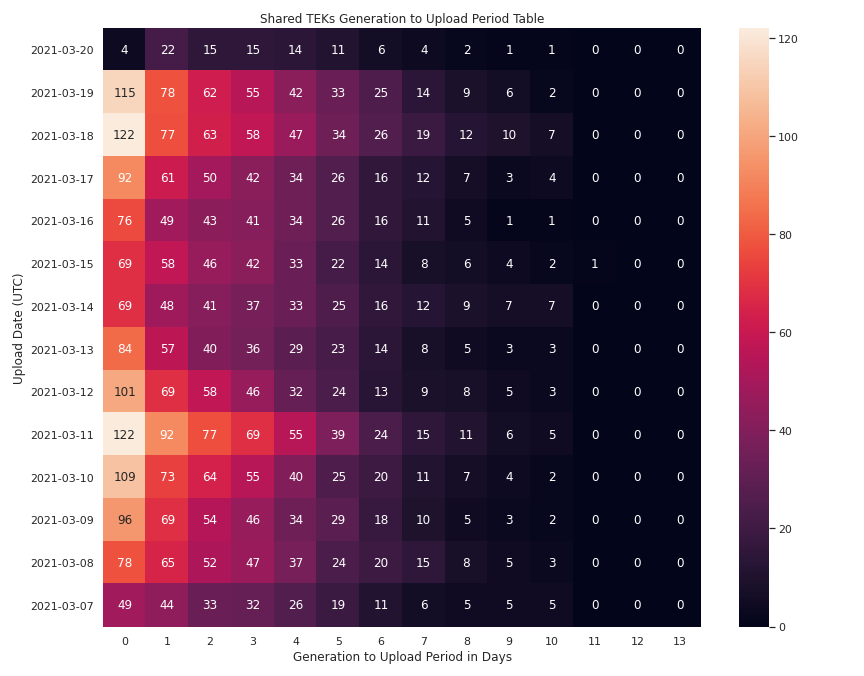 Shared TEKs Generation to Upload Period Table
2021-03-20 4 22 15 15 14 11 6 4 2 1 1 0 0 0
2021-03-19 115 78 62 55 42 33 25 14 9 6 2 0 0 0
2021-03-18 122 77 63 58 47 34 26 19 12 10 7 0 0 0
2021-03-17 92 61 50 42 34 26 16 12 7 3 4 0 0 0
2021-03-16 76 49 43 41 34 26 16 11 5 1 1 0 0 0
2021-03-15 69 58 46 42 33 22 14 8 6 4 2 1 0 0
2021-03-14 69 48 41 37 33 25 16 12 9 7 7 0 0 0
2021-03-13 84 57 40 36 29 23 14 8 5 3 3 0 0 0
2021-03-12 101 69 58 46 32 24 13 9 8 5 3 0 0 0
2021-03-11 122 92 77 69 55 39 24 15 11 6 5 0 0 0
2021-03-10 109 73 64 55 40 25 20 11 7 4 2 0 0 0
2021-03-09 96 69 54 46 34 29 18 10 5 3 2 0 0 0
2021-03-08 78 65 52 47 37 24 20 15 8 5 3 0 0 0
2021-03-07 49 44 33 32 26 19 11 6 5 5 5 0 0 0
0 1 2 3 4 5 6 7 8 9 10 11 12 13
Generation to Upload Period in Days
Upload Date (UTC)
120
100
80
60
40
20
0